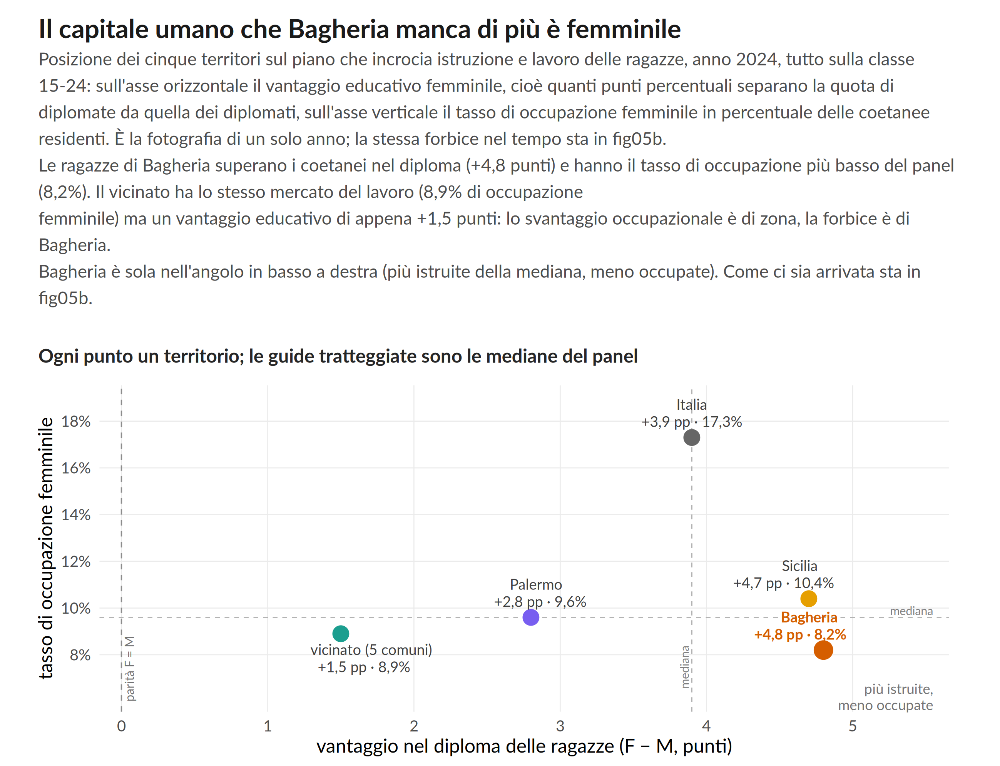 Il capitale umano che Bagheria manca di più è femminile
Posizione dei cinque territori sul piano che incrocia istruzione e lavoro delle ragazze, anno 2024, tutto sulla classe
15-24: sull'asse orizzontale il vantaggio educativo femminile, cioè quanti punti percentuali separano la quota di
diplomate da quella dei diplomati, sull'asse verticale il tasso di occupazione femminile in percentuale delle coetanee
residenti. È la fotografia di un solo anno; la stessa forbice nel tempo sta in fig05b.
Le ragazze di Bagheria superano i coetanei nel diploma (+4,8 punti) e hanno il tasso di occupazione più basso del panel
(8,2%). Il vicinato ha lo stesso mercato del lavoro (8,9% di occupazione
femminile) ma un vantaggio educativo di appena +1,5 punti: lo svantaggio occupazionale è di zona, la forbice è di
Bagheria.
Bagheria è sola nell'angolo in basso a destra (più istruite della mediana, meno occupate). Come ci sia arrivata sta in
fig05b.
Ogni punto un territorio; le guide tratteggiate sono le mediane del panel
tasso di occupazione femminile
18%
16%
14%
12%
10%
8%
Italia
+3,9 pp · 17,3%
Sicilia
+4,7 pp · 10,4%
Palermo
+2,8 pp · 9,6%
mediana
Bagheria
+4,8 pp · 8,2%
vicinato (5 comuni)
+1,5 pp · 8,9%
parità F = M
mediana
più istruite,
meno occupate
0
1
2
3
4
5
vantaggio nel diploma delle ragazze (F − M, punti)